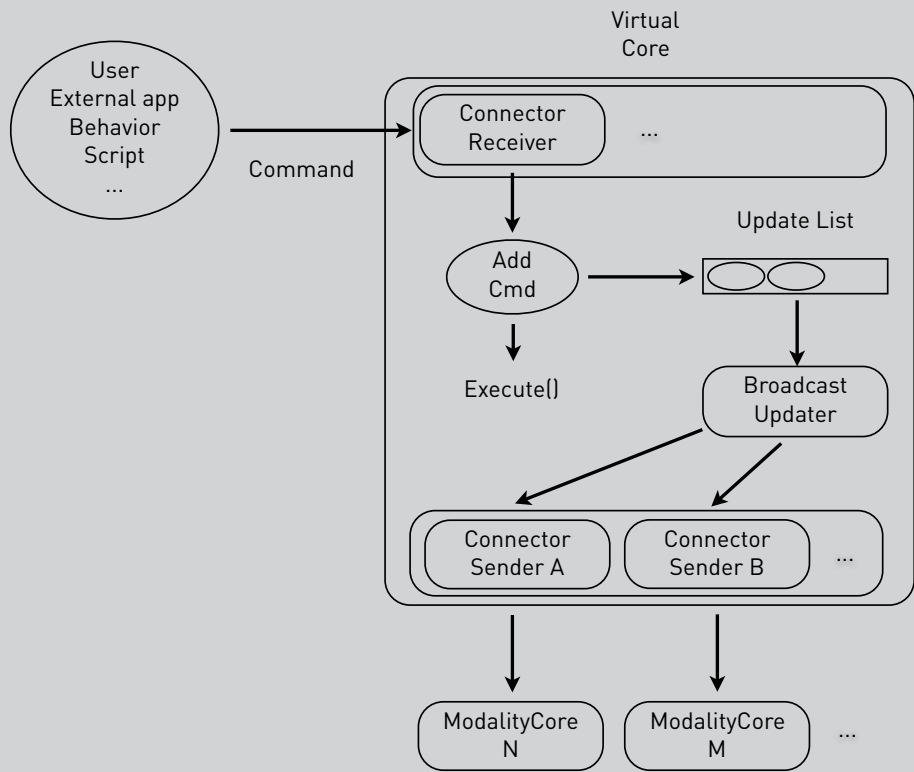 Virtual
Core
User
External app
Behavior
Script
...
Command
Connector
Receiver
...
Add
Cmd
Update List
Execute()
Broadcast
Updater
Connector
Sender A
Connector
Sender B
...
ModalityCore
N
ModalityCore
M
...